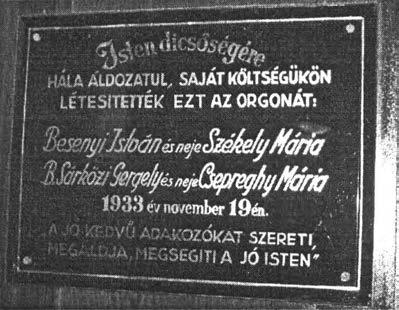 Isten dicsőségére
HÁLA ÁLDOZATUL, SAJÁT KÖLTSÉGÜKÖN
LÉTESITETTÉK EZT AZ ORGONÁT:
Besenyi István és neje Székely Mária
B. Sárközi Gergely és neje Csepreghy Mária
1933 év november 19én.
„A JÓ KEDVŰ ADAKOZÓKAT SZERETI,
MEGÁLDJA, MEGSEGITI A JÓ ISTEN”